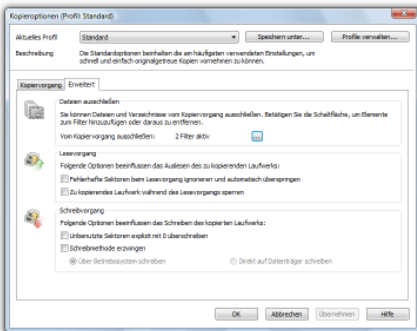 Kopieroptionen (Profil: Standard)
Aktuelles Profil
Standard
Speichern unter...
Profile verwalten...
Beschreibung
Die Standardoptionen beinhalten die am häufigsten verwendeten Einstellungen, um
schnell und einfach originalgetreue Kopien vornehmen zu können.
Kopiervorgang
Erweitert
Dateien ausschließen
Sie können Dateien und Verzeichnisse vom Kopiervorgang ausschließen. Betätigen Sie die Schaltfläche, um Elemente
zum Filter hinzuzufügen oder daraus zu entfernen.
Vom Kopiervorgang ausschließen:
2 Filter aktiv
...
Lesevorgang
Folgende Optionen beeinflussen das Auslesen des zu kopierenden Laufwerks:
Fehlerhafte Sektoren beim Lesevorgang ignorieren und automatisch überspringen
Zu kopierendes Laufwerk während des Lesevorgangs sperren
Schreibvorgang
Folgende Optionen beeinflussen das Schreiben des kopierten Laufwerks:
Unbenutzte Sektoren explizit mit 0 überschreiben
Schreibmethode erzwingen
Über Betriebssystem schreiben
Direkt auf Datenträger schreiben
OK
Abbrechen
Übernehmen
Hilfe